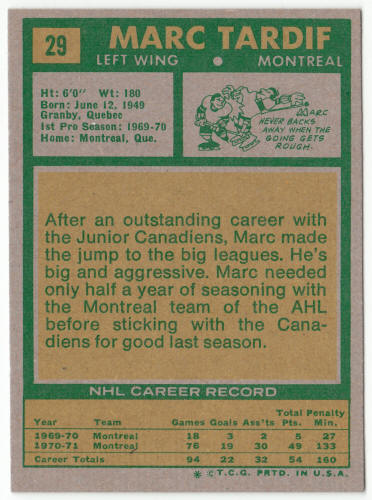 29 MARC TARDIF
LEFT WING • MONTREAL
Ht: 6'0" Wt: 180
Born: June 12, 1949
Granby, Quebec
1st Pro Season: 1969-70
Home: Montreal, Que.
MARC
NEVER BACKS
AWAY WHEN THE
GOING GETS
ROUGH.
After an outstanding career with
the Junior Canadiens, Marc made
the jump to the big leagues. He's
big and aggressive. Marc needed
only half a year of seasoning with
the Montreal team of the AHL
before sticking with the Cana-
diens for good last season.
NHL CAREER RECORD
Total Penalty
Year Team Games Goals Ass'ts Pts. Min.
1969-70 Montreal 18 3 2 5 27
1970-71 Montreal 76 19 30 49 133
Career Totals 94 22 32 54 160
* © T.C.G. PRTD. IN U.S.A.